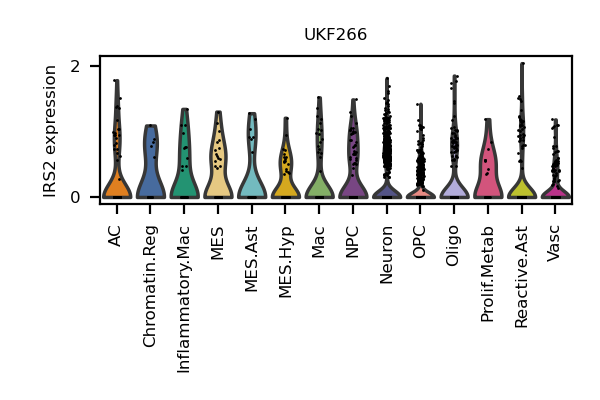 UKF266
IRS2 expression
2
0
AC
Chromatin.Reg
Inflammatory.Mac
MES
MES.Ast
MES.Hyp
Mac
NPC
Neuron
OPC
Oligo
Prolif.Metab
Reactive.Ast
Vasc